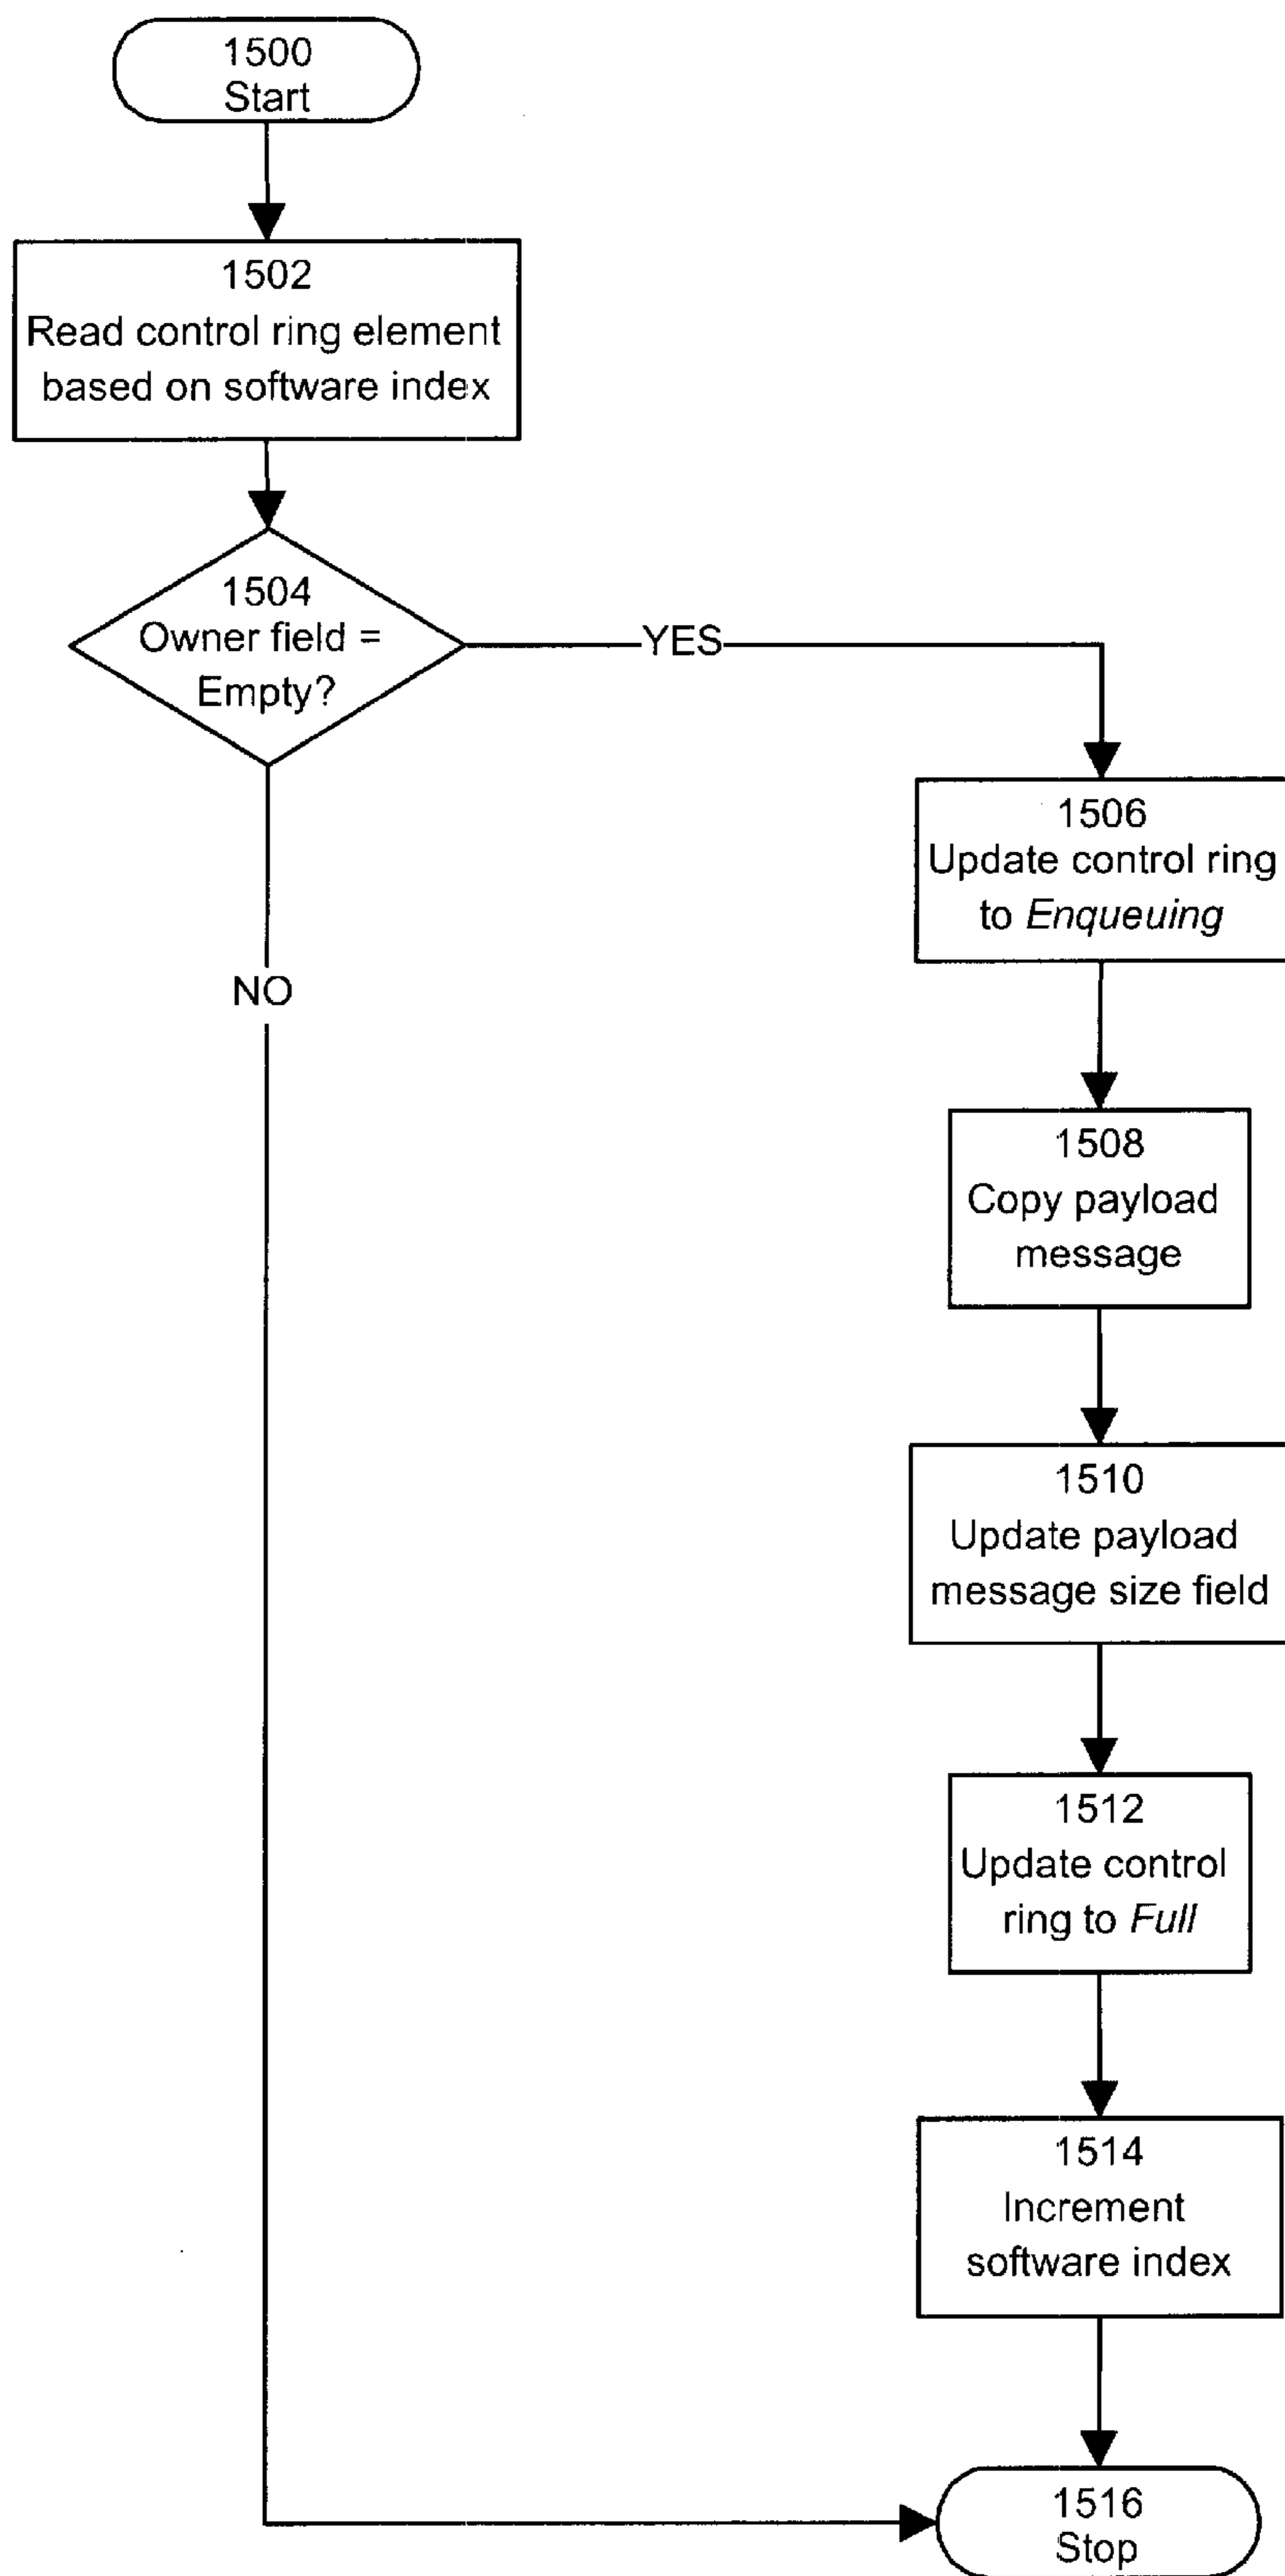 1500
Start
1502
Read control ring element
based on software index
1504
Owner field =
Empty?
YES
NO
1506
Update control ring
to Enqueuing
1508
Copy payload
message
1510
Update payload
message size field
1512
Update control
ring to Full
1514
Increment
software index
1516
Stop